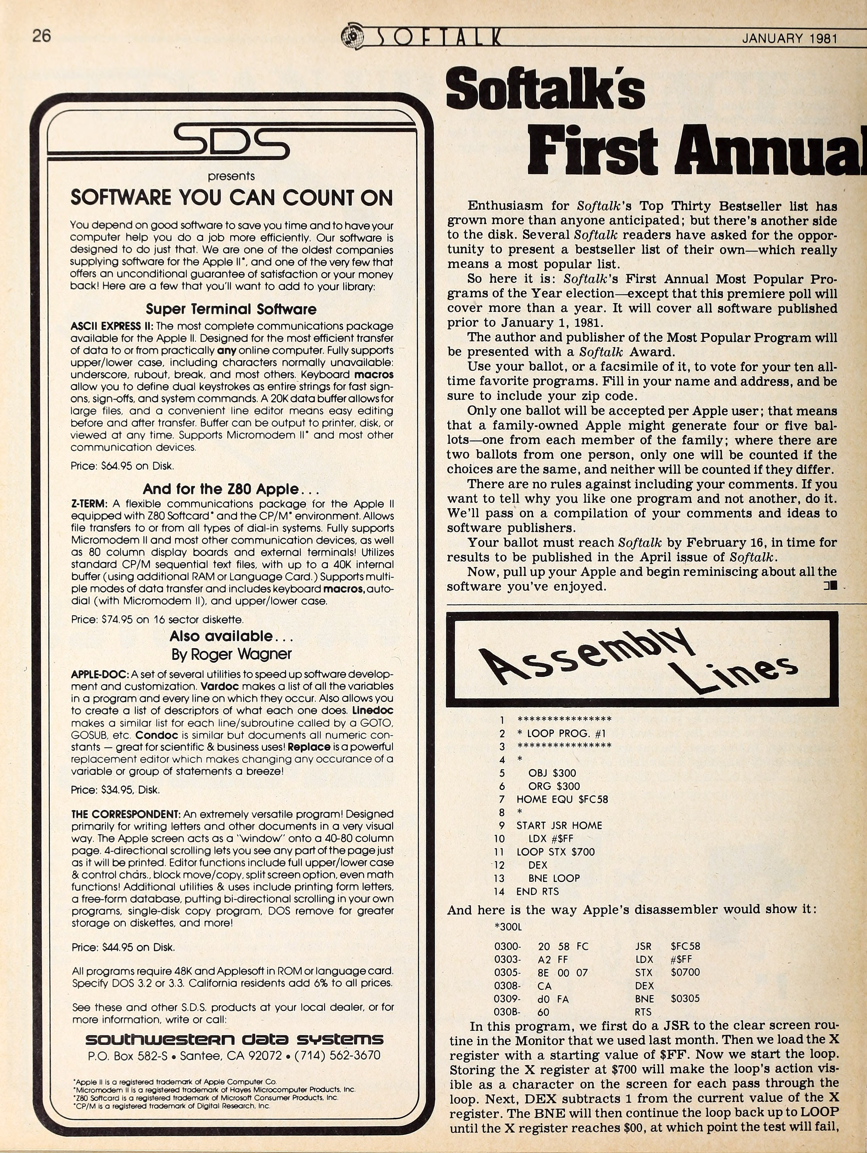 26
SOFTALK
JANUARY 1981
SDS
presents
SOFTWARE YOU CAN COUNT ON
You depend on good software to save you time and to have your
computer help you do a job more efficiently. Our software is
designed to do just that. We are one of the oldest companies
supplying software for the Apple II*, and one of the very few that
offers an unconditional guarantee of satisfaction or your money
back! Here are a few that you'll want to add to your library:
Super Terminal Software
ASCII EXPRESS II: The most complete communications package
available for the Apple II. Designed for the most efficient transfer
of data to or from practically any online computer. Fully supports
upper/lower case, including characters normally unavailable:
underscore, rubout, break, and most others. Keyboard macros
allow you to define dual keystrokes as entire strings for fast sign-
ons, sign-offs, and system commands. A 20K data buffer allows for
large files, and a convenient line editor means easy editing
before and after transfer. Buffer can be output to printer, disk, or
viewed at any time. Supports Micromodem II* and most other
communication devices.
Price: $64.95 on Disk.
And for the Z80 Apple...
Z-TERM: A flexible communications package for the Apple II
equipped with Z80 Softcard* and the CP/M* environment. Allows
file transfers to or from all types of dial-in systems. Fully supports
Micromodem II and most other communication devices, as well
as 80 column display boards and external terminals! Utilizes
standard CP/M sequential text files, with up to a 40K internal
buffer (using additional RAM or Language Card.) Supports multi-
ple modes of data transfer and includes keyboard macros, auto-
dial (with Micromodem II), and upper/lower case.
Price: $74.95 on 16 sector diskette.
Also available...
By Roger Wagner
APPLE-DOC: A set of several utilities to speed up software develop-
ment and customization. Vardoc makes a list of all the variables
in a program and every line on which they occur. Also allows you
to create a list of descriptors of what each one does. Linedoc
makes a similar list for each line/subroutine called by a GOTO,
GOSUB, etc. Condoc is similar but documents all numeric con-
stants — great for scientific & business uses! Replace is a powerful
replacement editor which makes changing any occurance of a
variable or group of statements a breeze!
Price: $34.95, Disk.
THE CORRESPONDENT: An extremely versatile program! Designed
primarily for writing letters and other documents in a very visual
way. The Apple screen acts as a "window" onto a 40-80 column
page. 4-directional scrolling lets you see any part of the page just
as it will be printed. Editor functions include full upper/lower case
& control chars., block move/copy, split screen option, even math
functions! Additional utilities & uses include printing form letters,
a free-form database, putting bi-directional scrolling in your own
programs, single-disk copy program, DOS remove for greater
storage on diskettes, and more!
Price: $44.95 on Disk.
All programs require 48K and Applesoft in ROM or language card.
Specify DOS 3.2 or 3.3. California residents add 6% to all prices.
See these and other S.D.S. products at your local dealer, or for
more information, write or call:
southwestern data systems
P.O. Box 582-S • Santee, CA 92072 • (714) 562-3670
*Apple II is a registered trademark of Apple Computer Co.
*Micromodem II is a registered trademark of Hayes Microcomputer Products, Inc.
*Z80 Softcard is a registered trademark of Microsoft Consumer Products, Inc.
*CP/M is a registered trademark of Digital Research, Inc.
Softalk's
First Annual
Enthusiasm for Softalk's Top Thirty Bestseller list has
grown more than anyone anticipated; but there's another side
to the disk. Several Softalk readers have asked for the oppor-
tunity to present a bestseller list of their own—which really
means a most popular list.
So here it is: Softalk's First Annual Most Popular Pro-
grams of the Year election—except that this premiere poll will
cover more than a year. It will cover all software published
prior to January 1, 1981.
The author and publisher of the Most Popular Program will
be presented with a Softalk Award.
Use your ballot, or a facsimile of it, to vote for your ten all-
time favorite programs. Fill in your name and address, and be
sure to include your zip code.
Only one ballot will be accepted per Apple user; that means
that a family-owned Apple might generate four or five bal-
lots—one from each member of the family; where there are
two ballots from one person, only one will be counted if the
choices are the same, and neither will be counted if they differ.
There are no rules against including your comments. If you
want to tell why you like one program and not another, do it.
We'll pass on a compilation of your comments and ideas to
software publishers.
Your ballot must reach Softalk by February 16, in time for
results to be published in the April issue of Softalk.
Now, pull up your Apple and begin reminiscing about all the
software you've enjoyed.
Assembly
Lines
1 ****************
2 * LOOP PROG. #1
3 ****************
4 *
5 OBJ $300
6 ORG $300
7 HOME EQU $FC58
8 *
9 START JSR HOME
10 LDX #$FF
11 LOOP STX $700
12 DEX
13 BNE LOOP
14 END RTS
And here is the way Apple's disassembler would show it:
*300L
0300- 20 58 FC JSR $FC58
0303- A2 FF LDX #$FF
0305- 8E 00 07 STX $0700
0308- CA DEX
0309- d0 FA BNE $0305
030B- 60 RTS
In this program, we first do a JSR to the clear screen rou-
tine in the Monitor that we used last month. Then we load the X
register with a starting value of $FF. Now we start the loop.
Storing the X register at $700 will make the loop's action vis-
ible as a character on the screen for each pass through the
loop. Next, DEX subtracts 1 from the current value of the X
register. The BNE will then continue the loop back up to LOOP
until the X register reaches $00, at which point the test will fail,